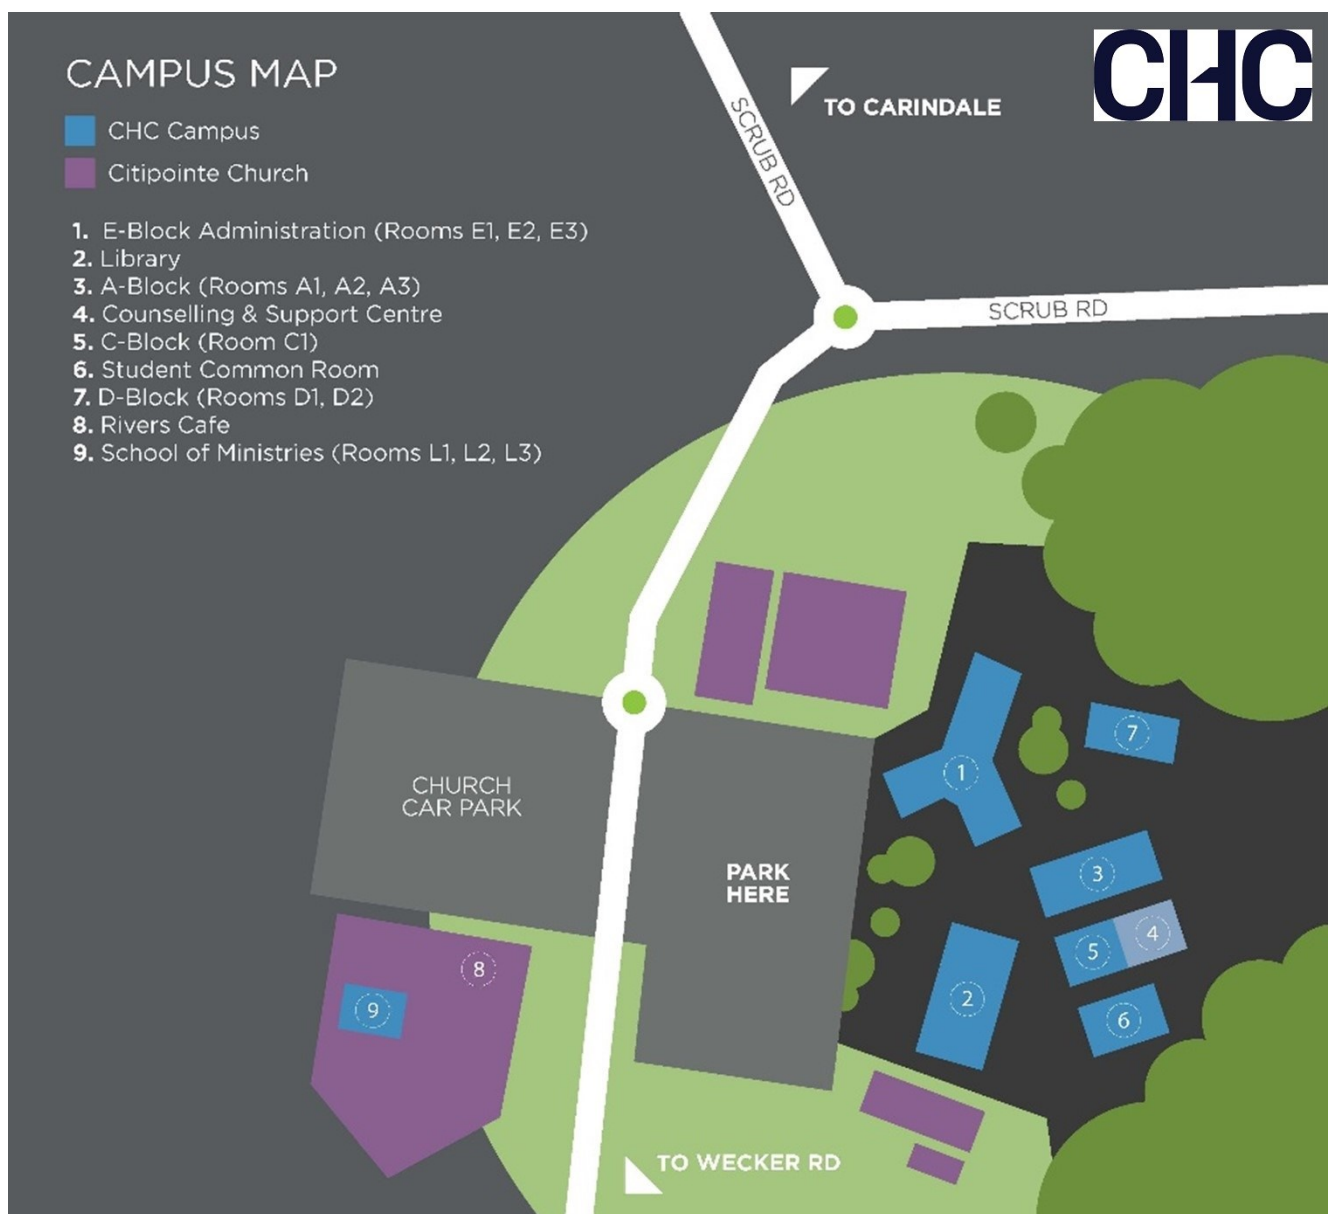 CAMPUS MAP
CHC Campus
Citipointe Church
1. E-Block Administration (Rooms E1, E2, E3)
2. Library
3. A-Block (Rooms A1, A2, A3)
4. Counselling & Support Centre
5. C-Block (Room C1)
6. Student Common Room
7. D-Block (Rooms D1, D2)
8. Rivers Cafe
9. School of Ministries (Rooms L1, L2, L3)
CHC
TO CARINDALE
SCRUB RD
SCRUB RD
CHURCH
CAR PARK
PARK
HERE
1
7
3
4
5
2
6
8
9
TO WECKER RD